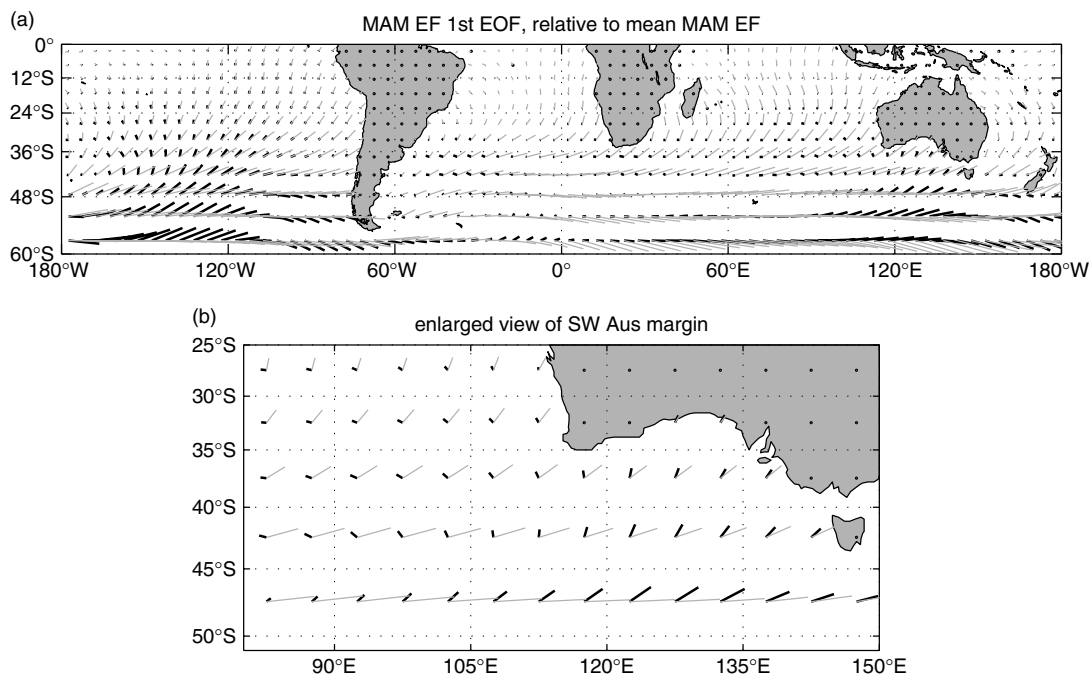 (a)
MAM EF 1st EOF, relative to mean MAM EF
0°
12°S
24°S
36°S
48°S
60°S
180°W
120°W
60°W
0°
60°E
120°E
180°W
(b)
enlarged view of SW Aus margin
25°S
30°S
35°S
40°S
45°S
50°S
90°E
105°E
120°E
135°E
150°E